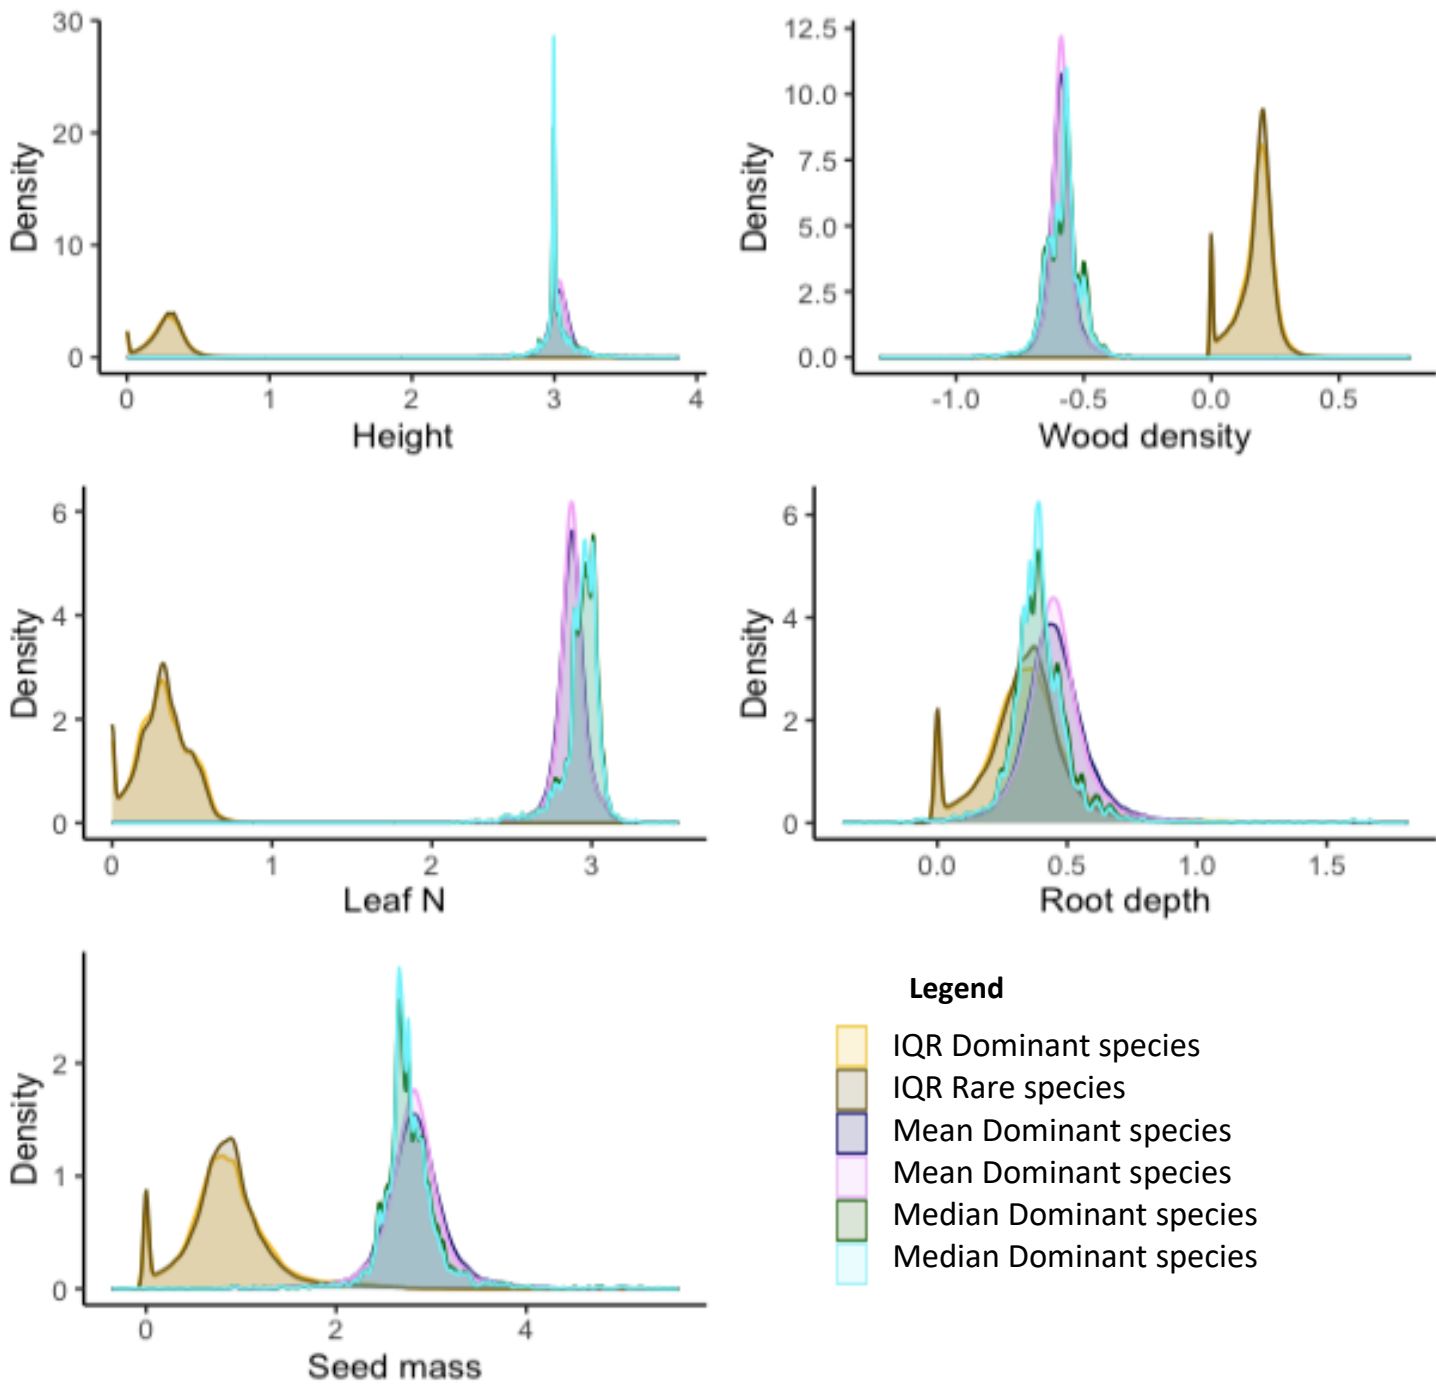 30
20
10
0
Density
0 1 2 3 4
Height
12.5
10.0
7.5
5.0
2.5
0.0
Density
-1.0 -0.5 0.0 0.5
Wood density
6
4
2
0
Density
0 1 2 3
Leaf N
6
4
2
0
Density
0.0 0.5 1.0 1.5
Root depth
2
1
0
Density
0 2 4
Seed mass
Legend
IQR Dominant species
IQR Rare species
Mean Dominant species
Mean Dominant species
Median Dominant species
Median Dominant species